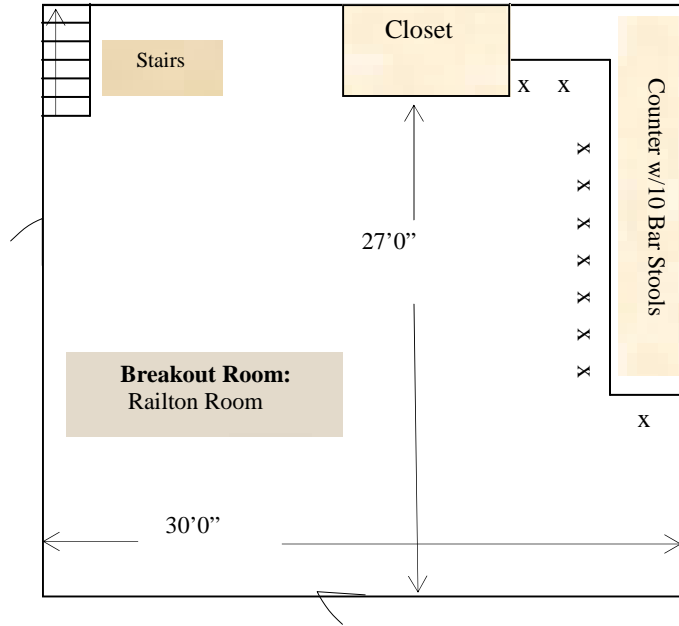 Closet
Stairs
x x
x
x
x
x
x
x
x
Counter w/10 Bar Stools
27’0”
Breakout Room:
Railton Room
x
30’0”